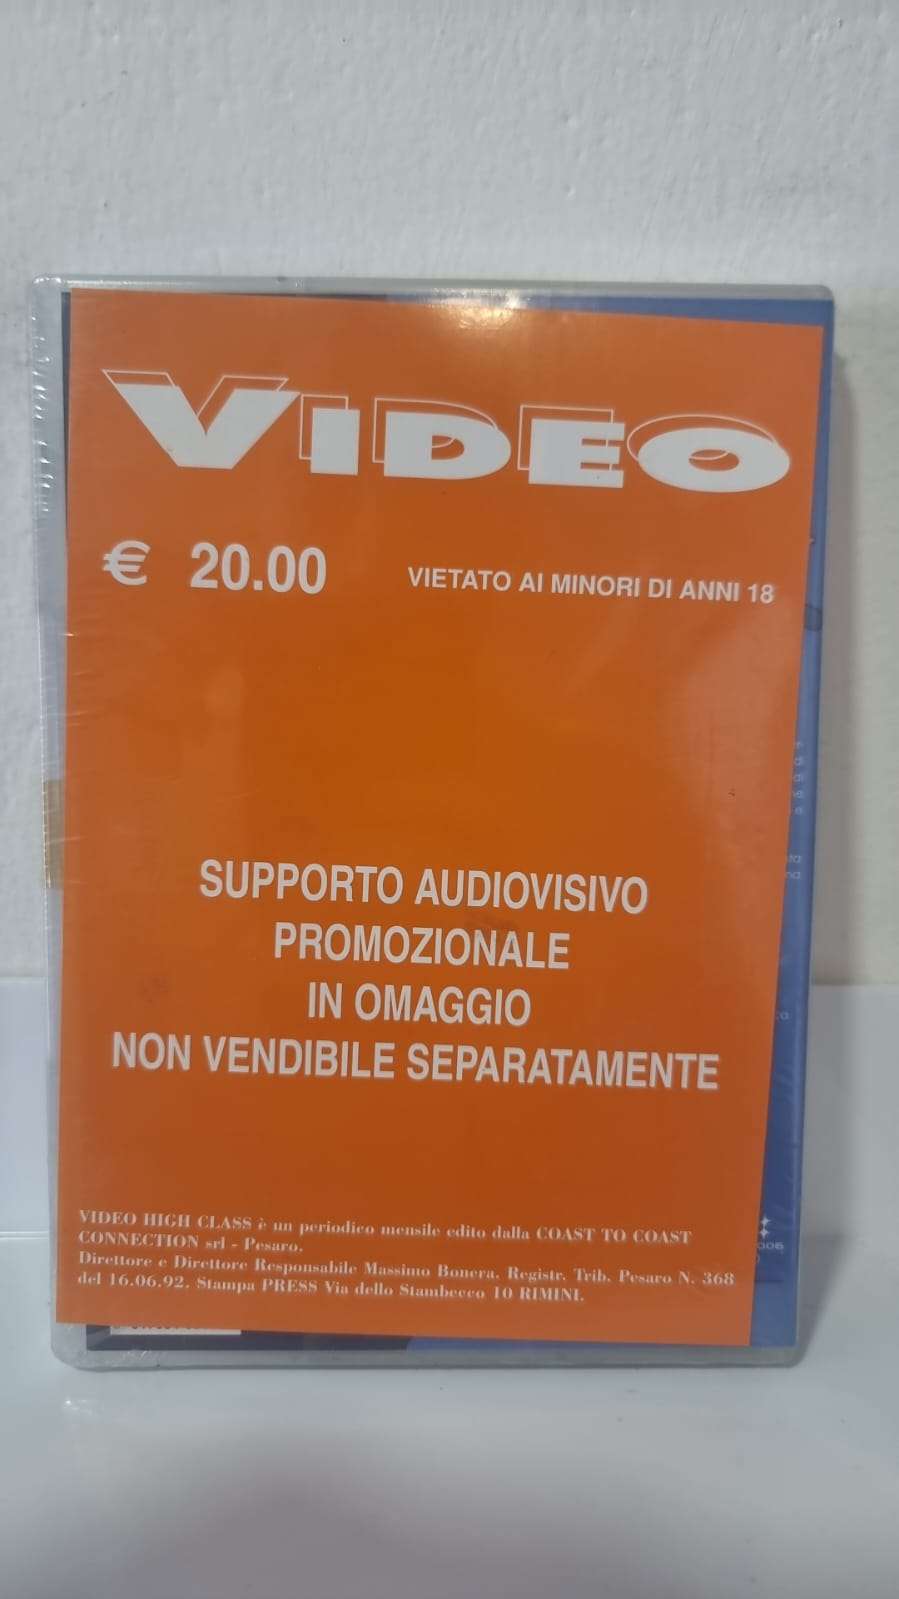 VIDEO
€ 20.00
VIETATO AI MINORI DI ANNI 18
SUPPORTO AUDIOVISIVO
PROMOZIONALE
IN OMAGGIO
NON VENDIBILE SEPARATAMENTE
VIDEO HIGH CLASS è un periodico mensile edito dalla COAST TO COAST
CONNECTION srl - Pesaro.
Direttore e Direttore Responsabile Massimo Bonera. Registr. Trib. Pesaro N. 368
del 16.06.92. Stampa PRESS Via dello Stambecco 10 RIMINI.